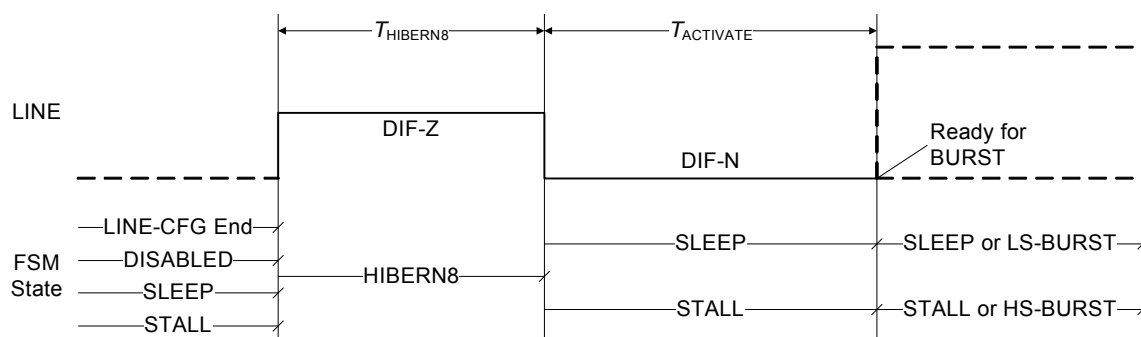 THIBERN8 TACTIVATE
LINE
DIF-Z
DIF-N
Ready for
BURST
FSM
State
LINE-CFG End
DISABLED
SLEEP
STALL
HIBERN8
SLEEP
STALL
SLEEP or LS-BURST
STALL or HS-BURST